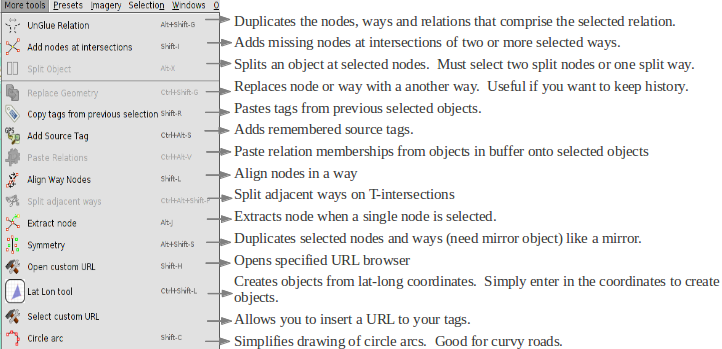 More tools Presets Imagery Selection Windows O
UnGlue Relation Alt+Shift-G Duplicates the nodes, ways and relations that comprise the selected relation.
Add nodes at intersections Shift-I Adds missing nodes at intersections of two or more selected ways.
Split Object Alt-X Splits an object at selected nodes. Must select two split nodes or one split way.
Replace Geometry Ctrl+Shift-G Replaces node or way with a another way. Useful if you want to keep history.
Copy tags from previous selection Shift-R Pastes tags from previous selected objects.
GPS Add Source Tag Ctrl+Alt-S Adds remembered source tags.
Paste Relations Ctrl+Alt-V Paste relation memberships from objects in buffer onto selected objects
Align Way Nodes Shift-L Align nodes in a way
Split adjacent ways Ctrl+Alt+Shift- Split adjacent ways on T-intersections
Extract node Alt-J Extracts node when a single node is selected.
Symmetry Alt+Shift-S Duplicates selected nodes and ways (need mirror object) like a mirror.
Open custom URL Shift-H Opens specified URL browser
Lat Lon tool Ctrl+Shift-L Creates objects from lat-long coordinates. Simply enter in the coordinates to create
objects.
Select custom URL Allows you to insert a URL to your tags.
Circle arc Shift-C Simplifies drawing of circle arcs. Good for curvy roads.